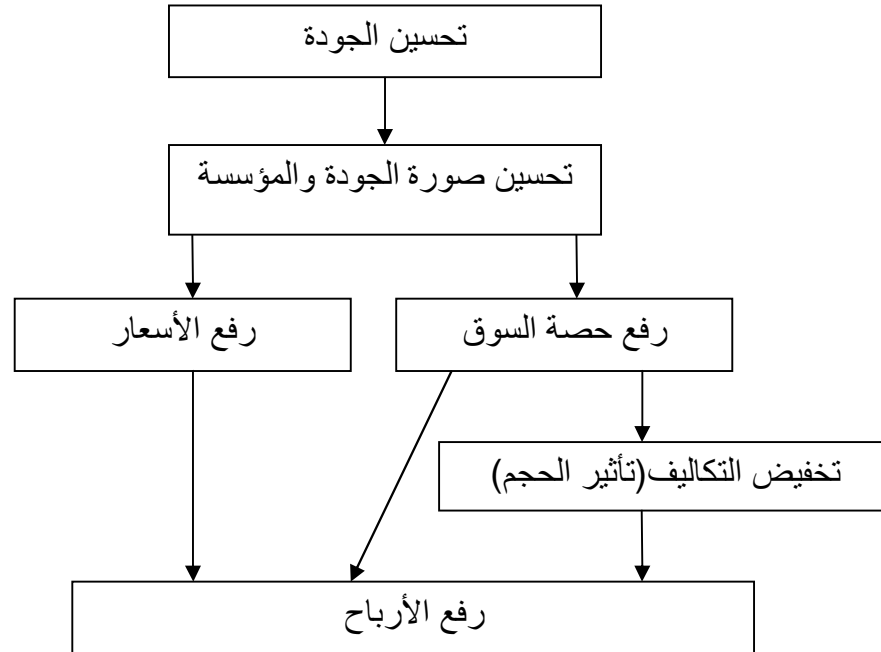 تحسين الجودة
تحسين صورة الجودة والمؤسسة
رفع حصة السوق
رفع الأسعار
تخفيض التكاليف(تأثير الحجم)
رفع الأرباح